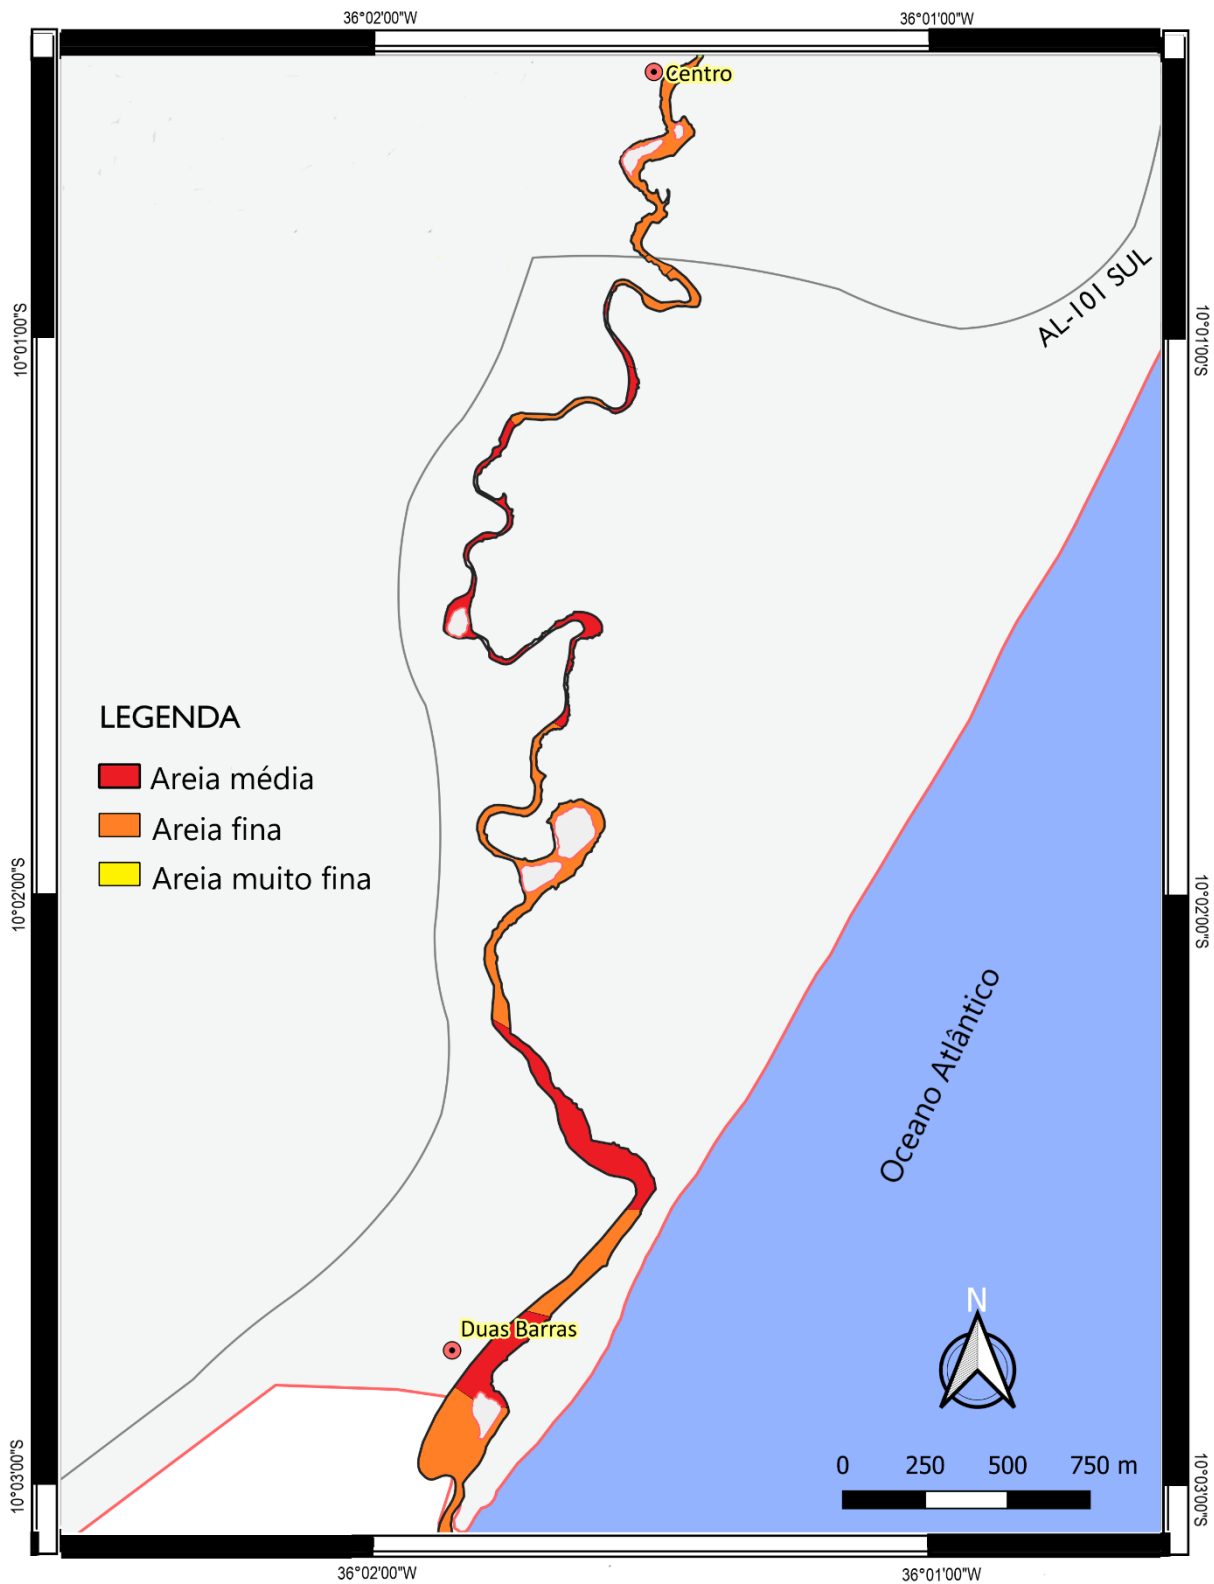 36°02'00"W
36°01'00"W
Centro
AL-101 SUL
10°01'00"S
10°01'00"S
LEGENDA
Areia média
Areia fina
Areia muito fina
10°02'00"S
10°02'00"S
Oceano Atlântico
N
Duas Barras
0 250 500 750 m
10°03'00"S
10°03'00"S
36°02'00"W
36°01'00"W